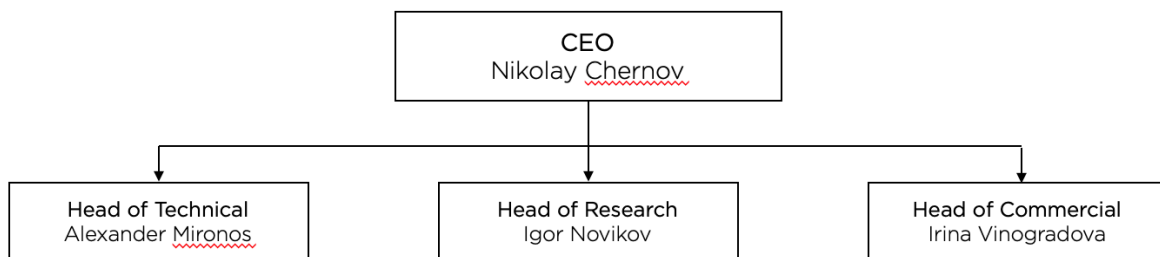 CEO
Nikolay Chernov
Head of Technical
Alexander Mironos
Head of Research
Igor Novikov
Head of Commercial
Irina Vinogradova